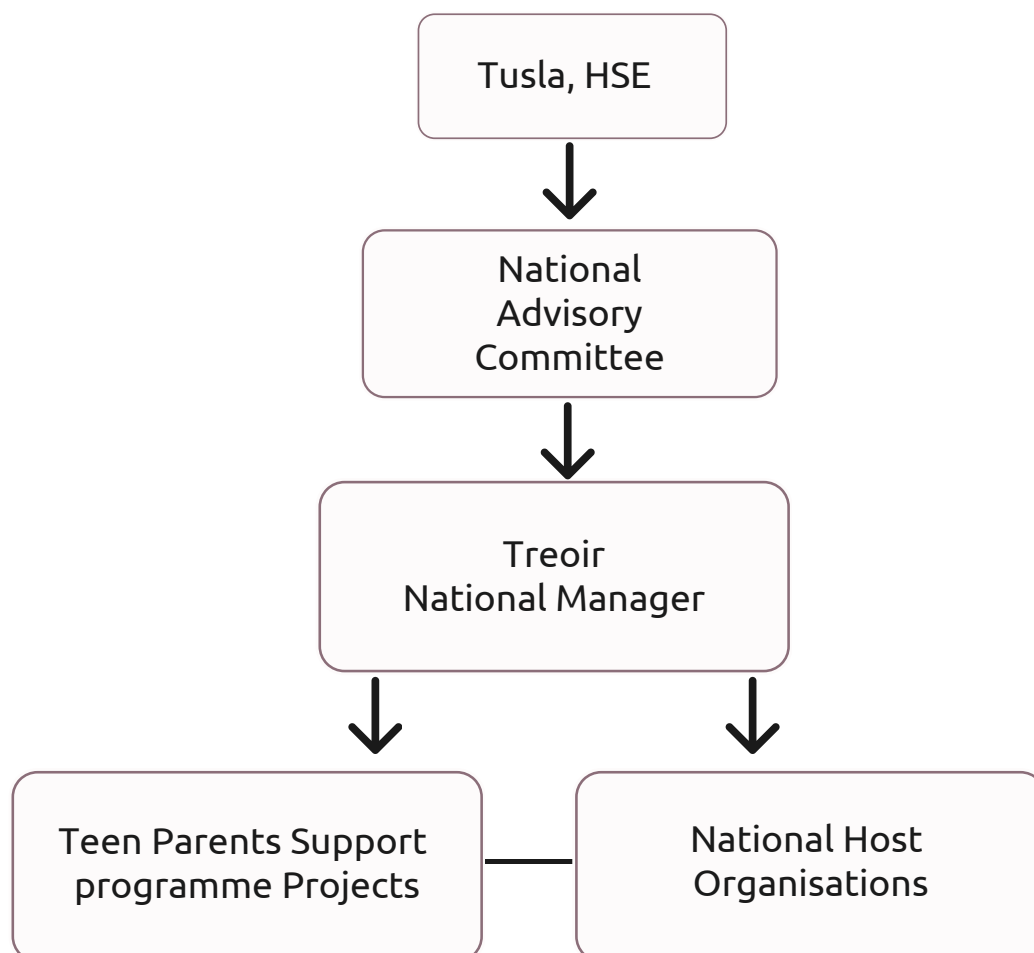 Tusla, HSE
National
Advisory
Committee
Treoir
National Manager
Teen Parents Support
programme Projects
National Host
Organisations